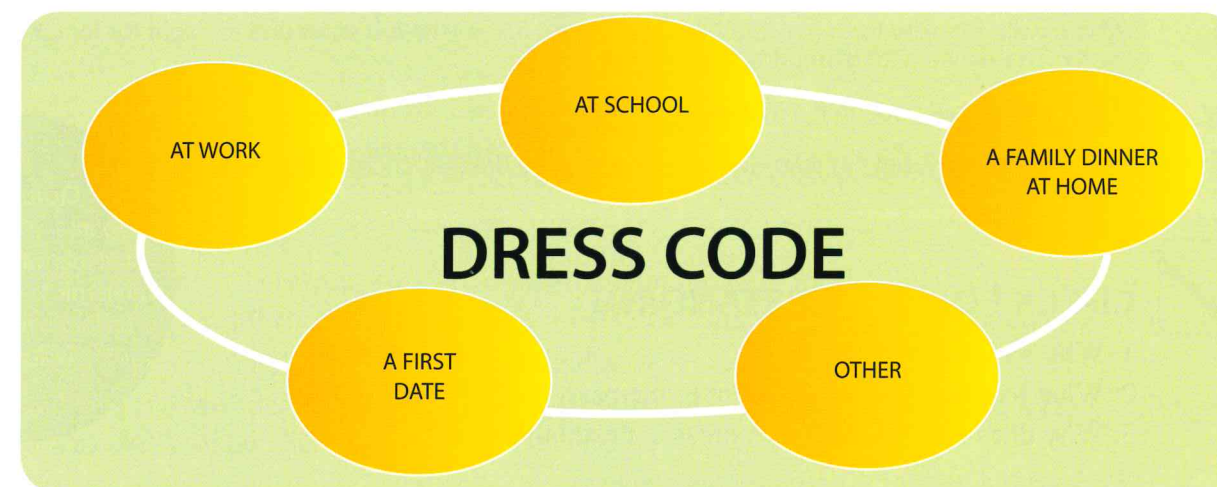 AT SCHOOL
AT WORK
A FAMILY DINNER
AT HOME
DRESS CODE
A FIRST
DATE
OTHER